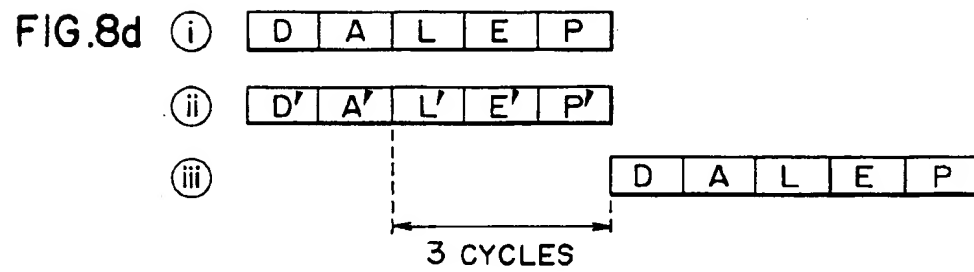 FIG.8d i D A L E P
ii D' A' L' E' P'
iii D A L E P
3 CYCLES